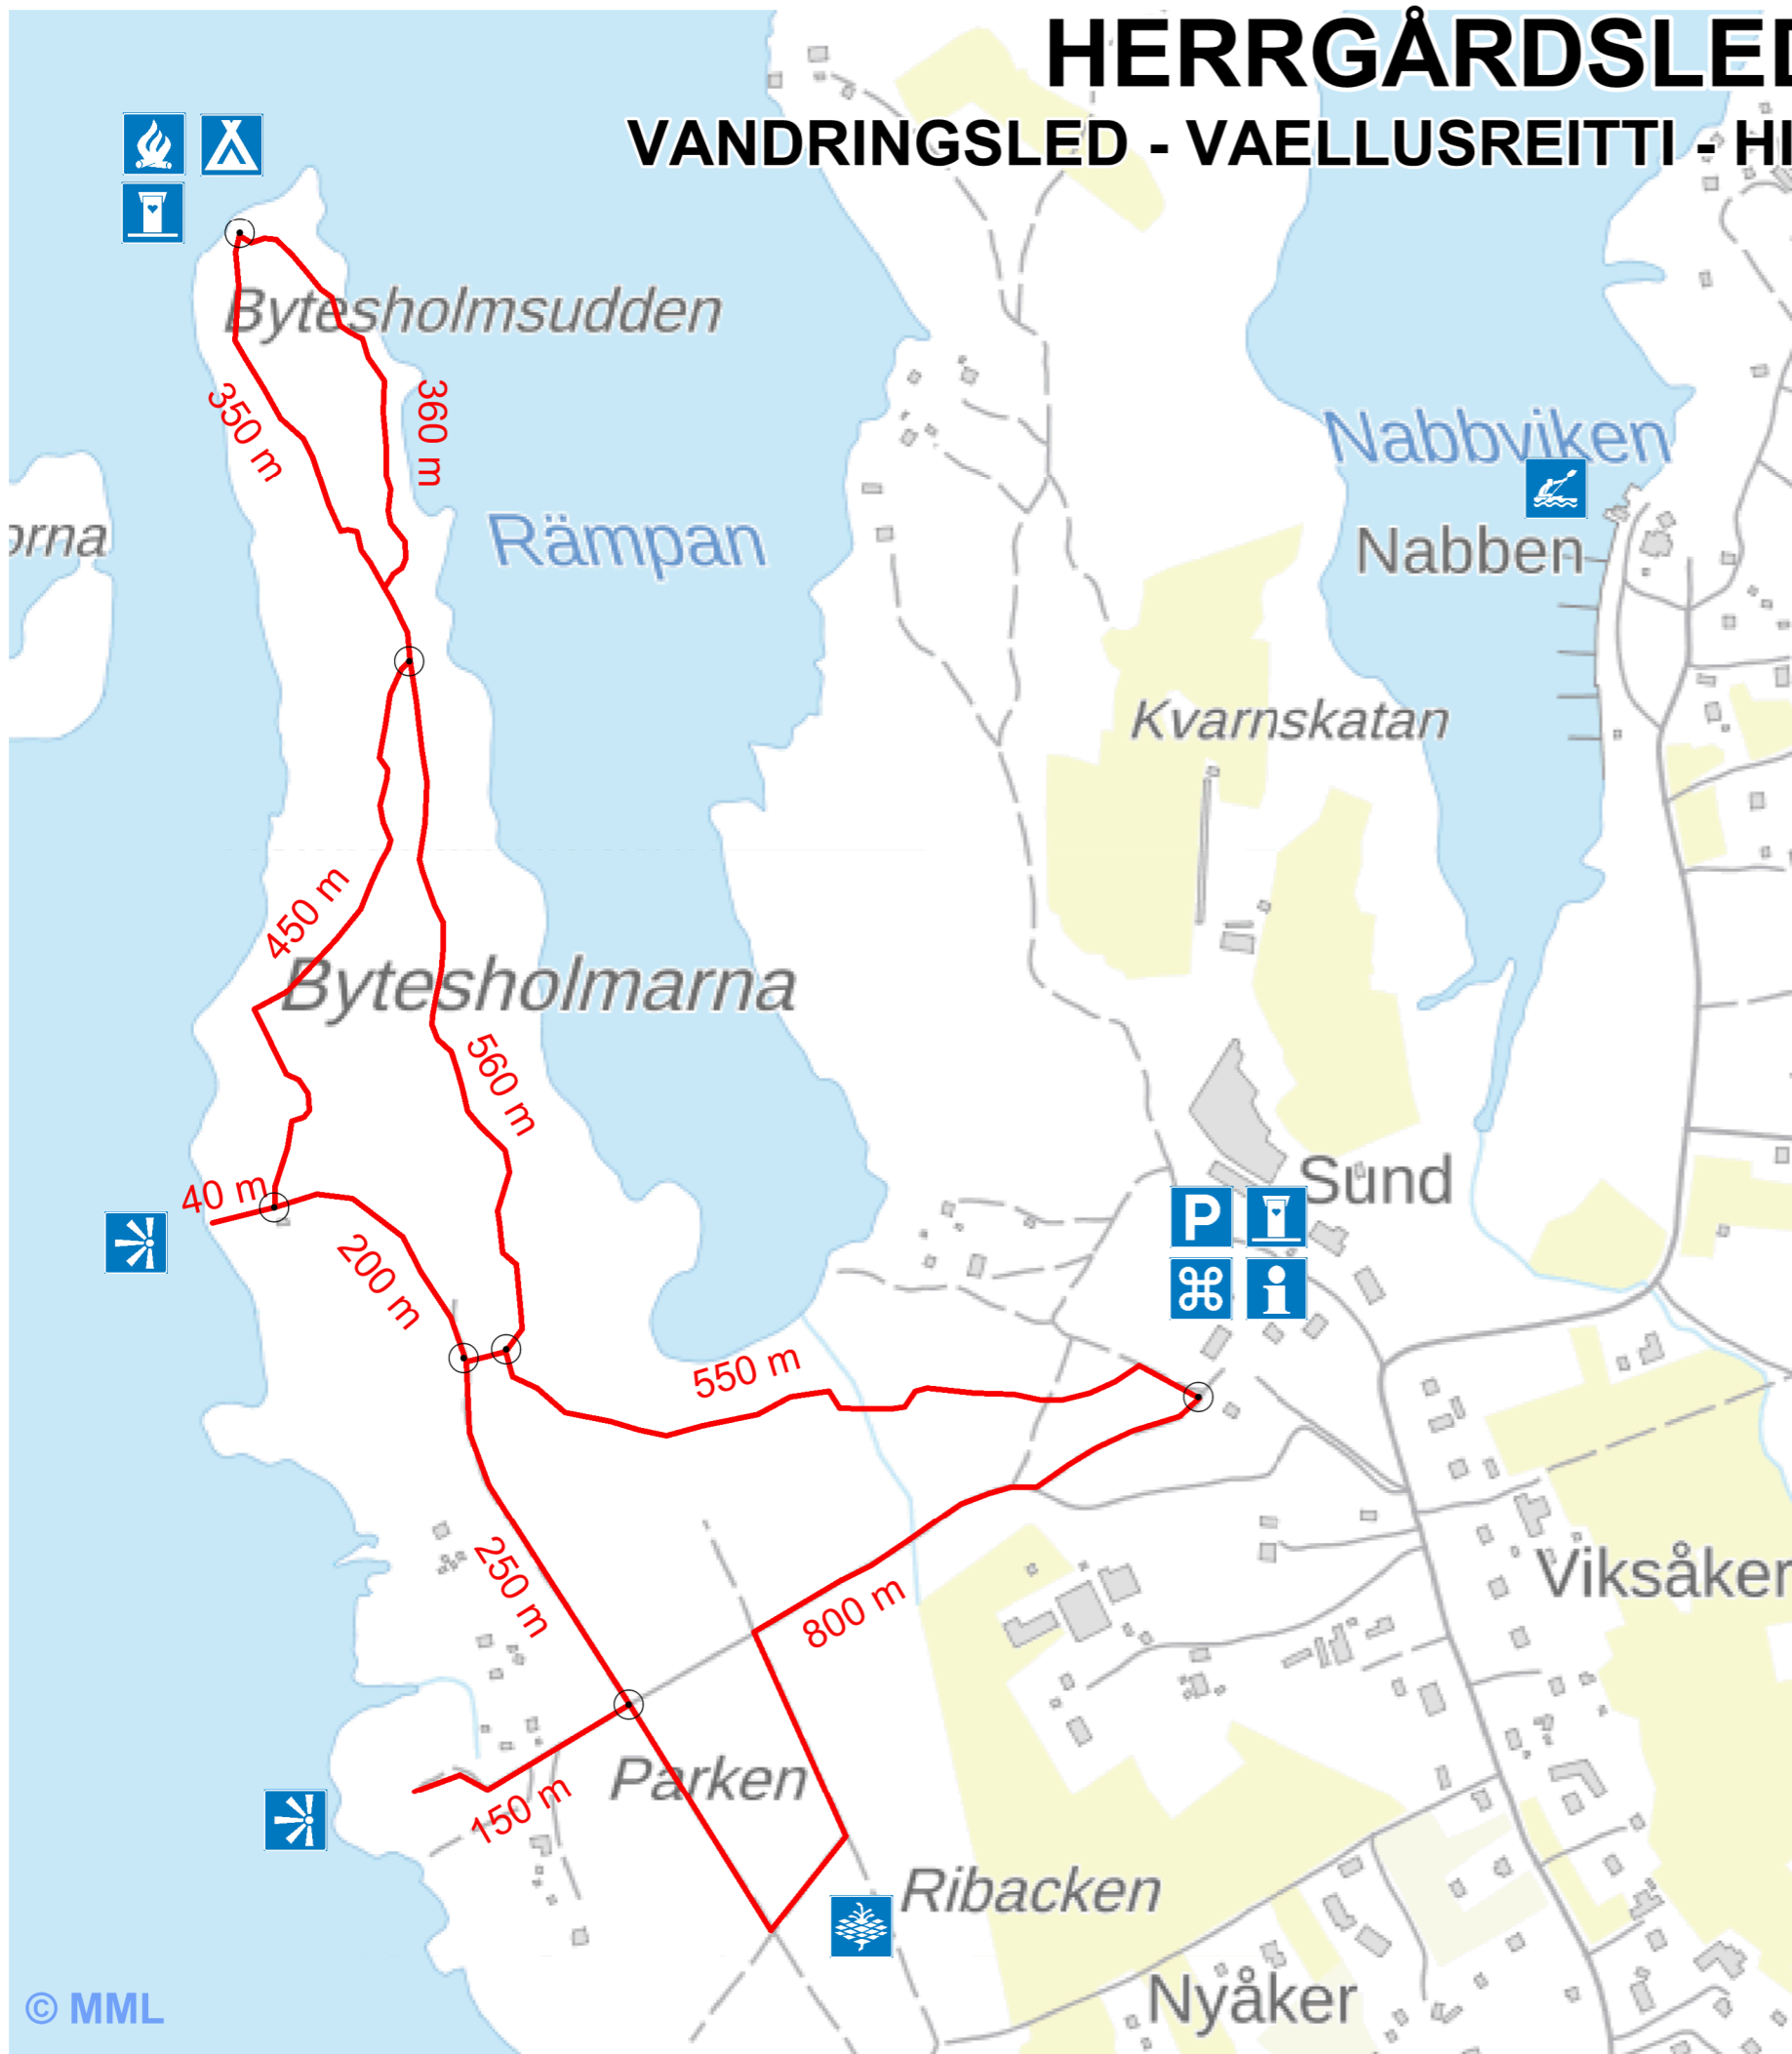 HERRGÅRDSLED
VANDRINGSLED - VAELLUSREITTI - HI
Bytesholmsudden
350 m
360 m
Nabbviken
Rämpan
orna
Nabben
Kvarnskatan
450 m
Bytesholmarna
560 m
Sund
40 m
P
200 m
⌘ i
550 m
250 m
Viksåker
800 m
Parken
150 m
Ribacken
Nyåker
© MML